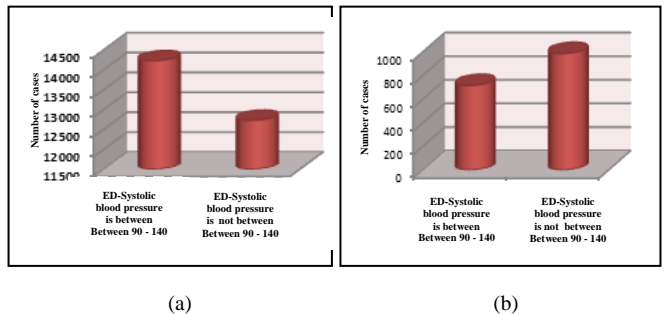 14500
14000
13500
13000
12500
12000
11500
Number of cases
ED-Systolic
blood pressure
is between
Between 90 - 140
ED-Systolic
blood pressure
is not between
Between 90 - 140
(a)
1000
800
600
400
200
0
Number of cases
ED-Systolic
blood pressure
is between
Between 90 - 140
ED-Systolic
blood pressure
is not between
Between 90 - 140
(b)